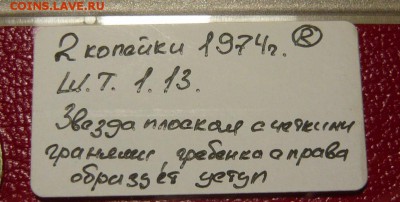 COINS.LAVE.RU
2 копейки 1974г. R
Ш.Т. 1.13.
Звезда плоская с четкими
гранями, гребенка справа
образует уступ